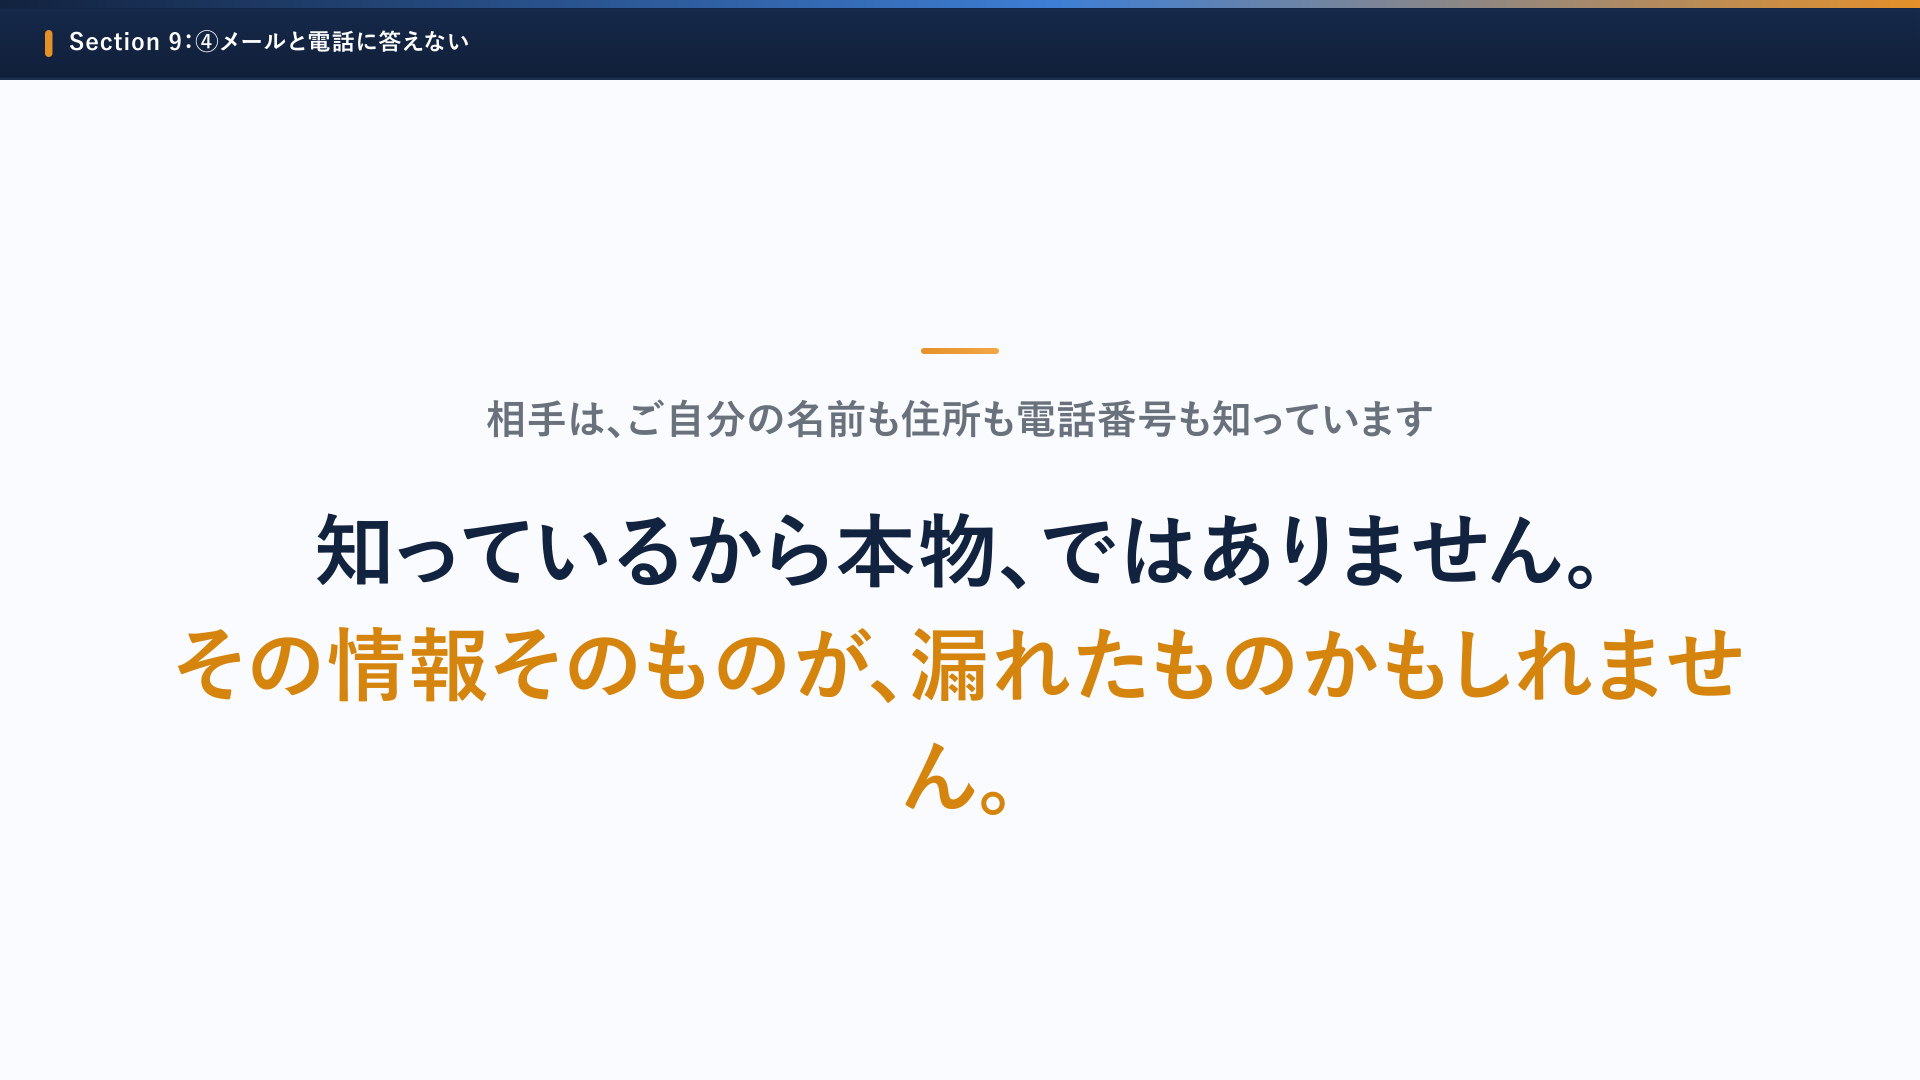 Section 9：④メールと電話に答えない
相手は、ご自分の名前も住所も電話番号も知っています
知っているから本物、ではありません。
その情報そのものが、漏れたものかもしれませ
ん。